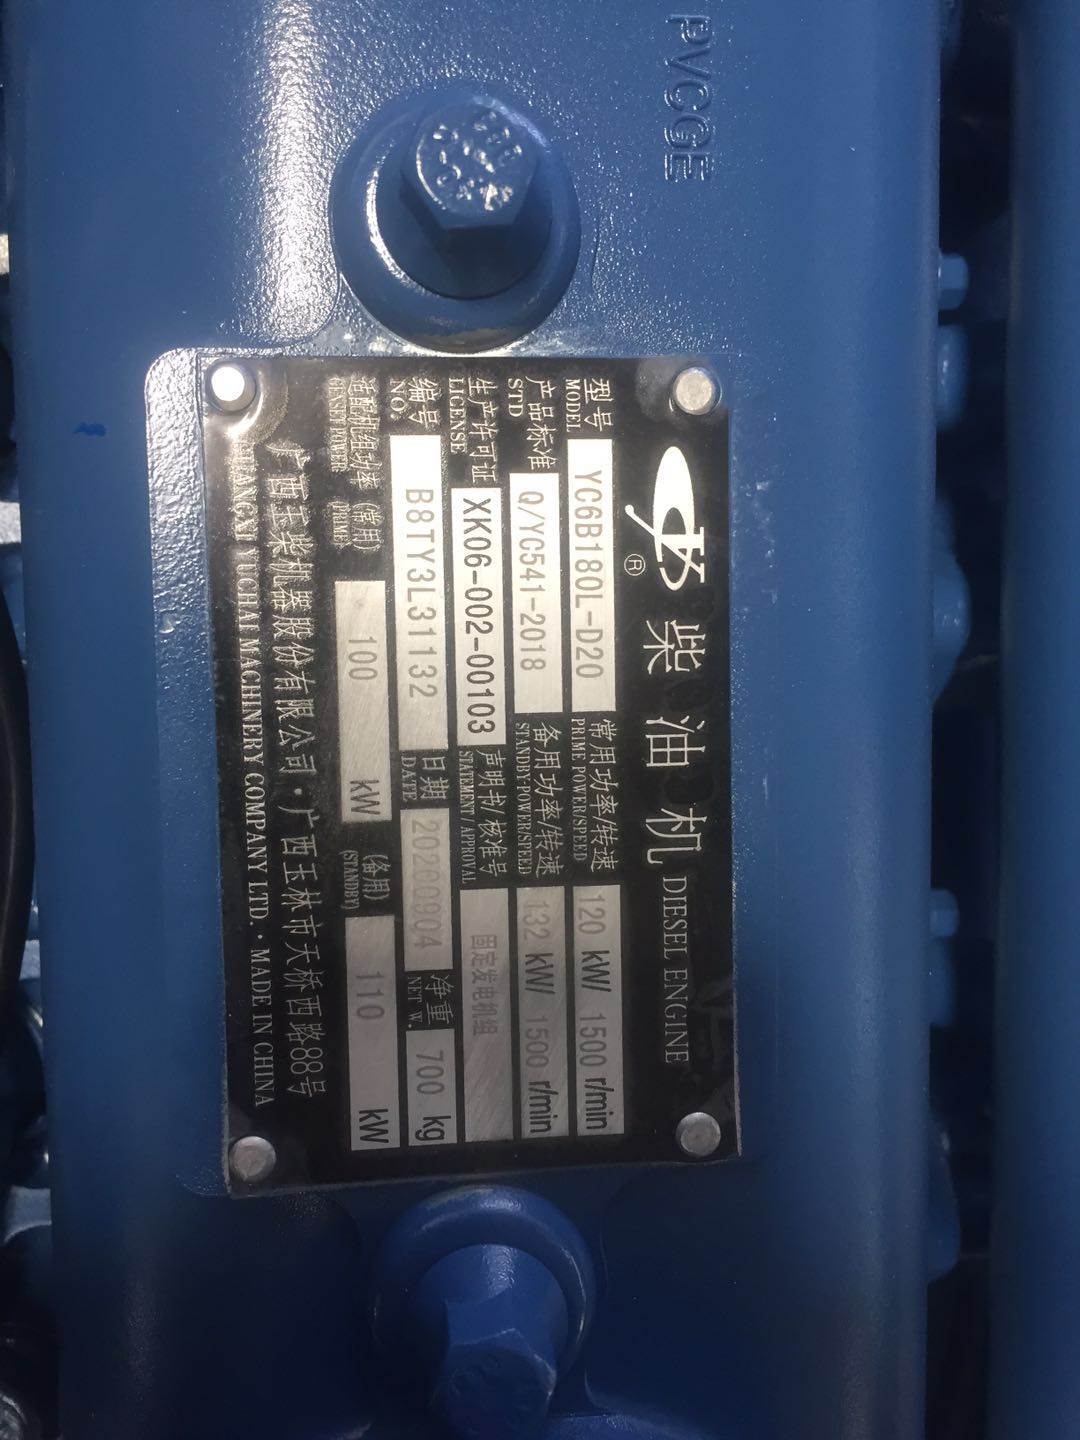 PVCGE
® 柴油机 DIESEL ENGINE
型号 YC6B180L-D20 常用功率/转速 120 kW/ 1500 r/min
MODEL PRIME POWER/SPEED
产品标准 Q/YC541-2018 备用功率/转速 132 kW/ 1500 r/min
STD STANDBY-POWER/SPEED
生产许可证 XK06-002-00103 声明书/核准号 固定发电机组
LICENSE STATEMENT/APPROVAL
编号 B8TY3L31132 日期 20200904 净重 700 kg
NO. DATE NET W.
适配机组功率 (常用) 100 kW (备用) 110 kW
GENSET POWER (PRIME) (STANDBY)
广西玉柴机器股份有限公司·广西玉林市天桥西路88号
GUANGXI YUCHAI MACHINERY COMPANY LTD. · MADE IN CHINA